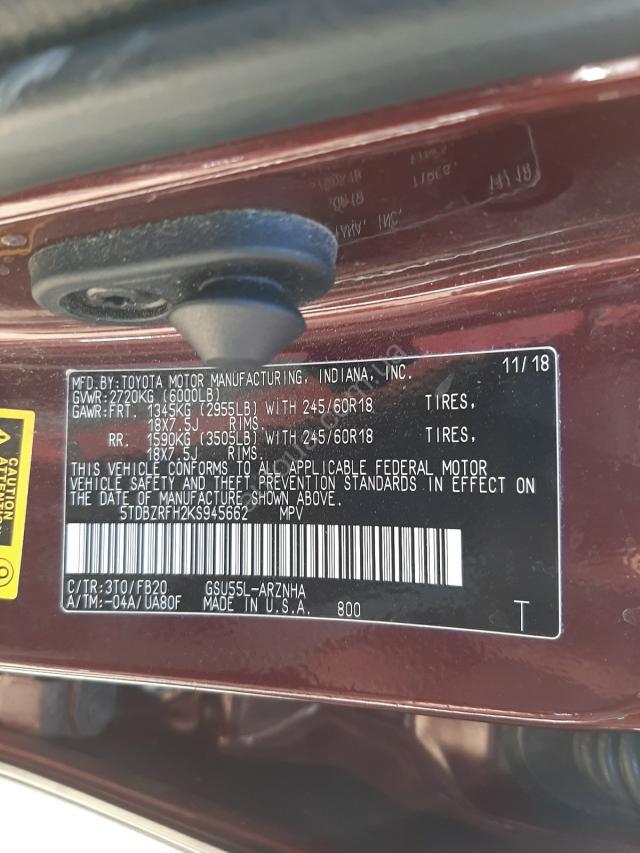 MFD.BY:TOYOTA MOTOR MANUFACTURING, INDIANA, INC. 11/18
GVWR:2720KG (6000LB)
GAWR:FRT. 1345KG (2955LB) WITH 245/60R18 TIRES,
18X7.5J RIMS.
RR. 1590KG (3505LB) WITH 245/60R18 TIRES,
18X7.5J RIMS.
THIS VEHICLE CONFORMS TO ALL APPLICABLE FEDERAL MOTOR
VEHICLE SAFETY AND THEFT PREVENTION STANDARDS IN EFFECT ON
THE DATE OF MANUFACTURE SHOWN ABOVE.
5TDBZRFH2KS945662 MPV
C/TR:3T0/FB20 GSU55L-ARZNHA
A/TM:-04A/UA80F MADE IN U.S.A. 800 T
CAUTION